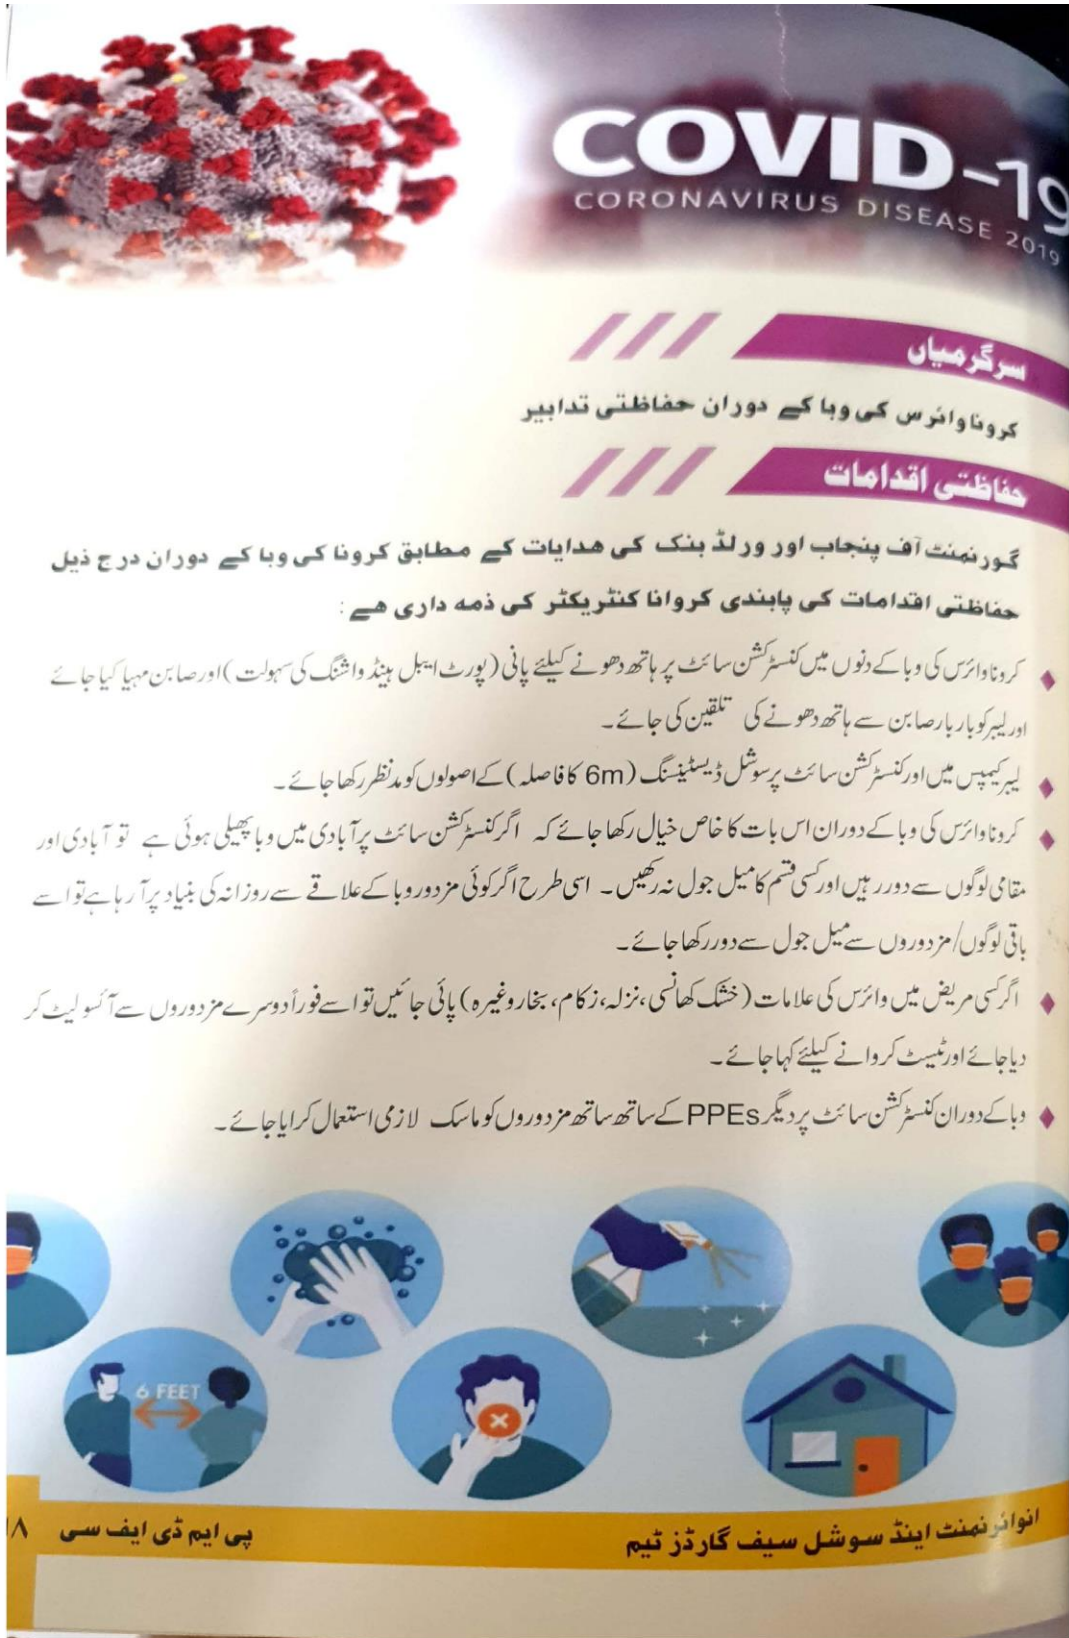 COVID-19
CORONAVIRUS DISEASE 2019
سرگرمیاں
کرونا وائرس کی وبا کے دوران حفاظتی تدابیر
حفاظتی اقدامات
گورنمنٹ آف پنجاب اور ورلڈ بنک کی ھدایات کے مطابق کرونا کی وبا کے دوران درج ذیل
حفاظتی اقدامات کی پابندی کروانا کنٹریکٹر کی ذمہ داری ھے :
کرونا وائرس کی وبا کے دنوں میں کنسٹرکشن سائٹ پر ہاتھ دھونے کیلئے پانی (پورٹ ایبل ہینڈ واشنگ کی سہولت) اور صابن مہیا کیا جائے
اور لیبر کو بار بار صابن سے ہاتھ دھونے کی تلقین کی جائے۔
لیبر کیمپس میں اور کنسٹرکشن سائٹ پر سوشل ڈیسٹینسنگ (6m کا فاصلہ) کے اصولوں کو مدنظر رکھا جائے۔
کرونا وائرس کی وبا کے دوران اس بات کا خاص خیال رکھا جائے کہ اگر کنسٹرکشن سائٹ پر آبادی میں وبا پھیلی ہوئی ہے تو آبادی اور
مقامی لوگوں سے دور رہیں اور کسی قسم کا میل جول نہ رکھیں۔ اسی طرح اگر کوئی مزدور وبا کے علاقے سے روزانہ کی بنیاد پر آ رہا ہے تو اسے
باقی لوگوں/مزدوروں سے میل جول سے دور رکھا جائے۔
اگر کسی مریض میں وائرس کی علامات (خشک کھانسی، نزلہ، زکام، بخار وغیرہ) پائی جائیں تو اسے فوراً دوسرے مزدوروں سے آئسولیٹ کر
دیا جائے اور ٹیسٹ کروانے کیلئے کہا جائے۔
وبا کے دوران کنسٹرکشن سائٹ پر دیگر PPEs کے ساتھ ساتھ مزدوروں کو ماسک لازمی استعمال کرایا جائے۔
6 FEET
انوائرنمنٹ اینڈ سوشل سیف گارڈز ٹیم
پی ایم ڈی ایف سی